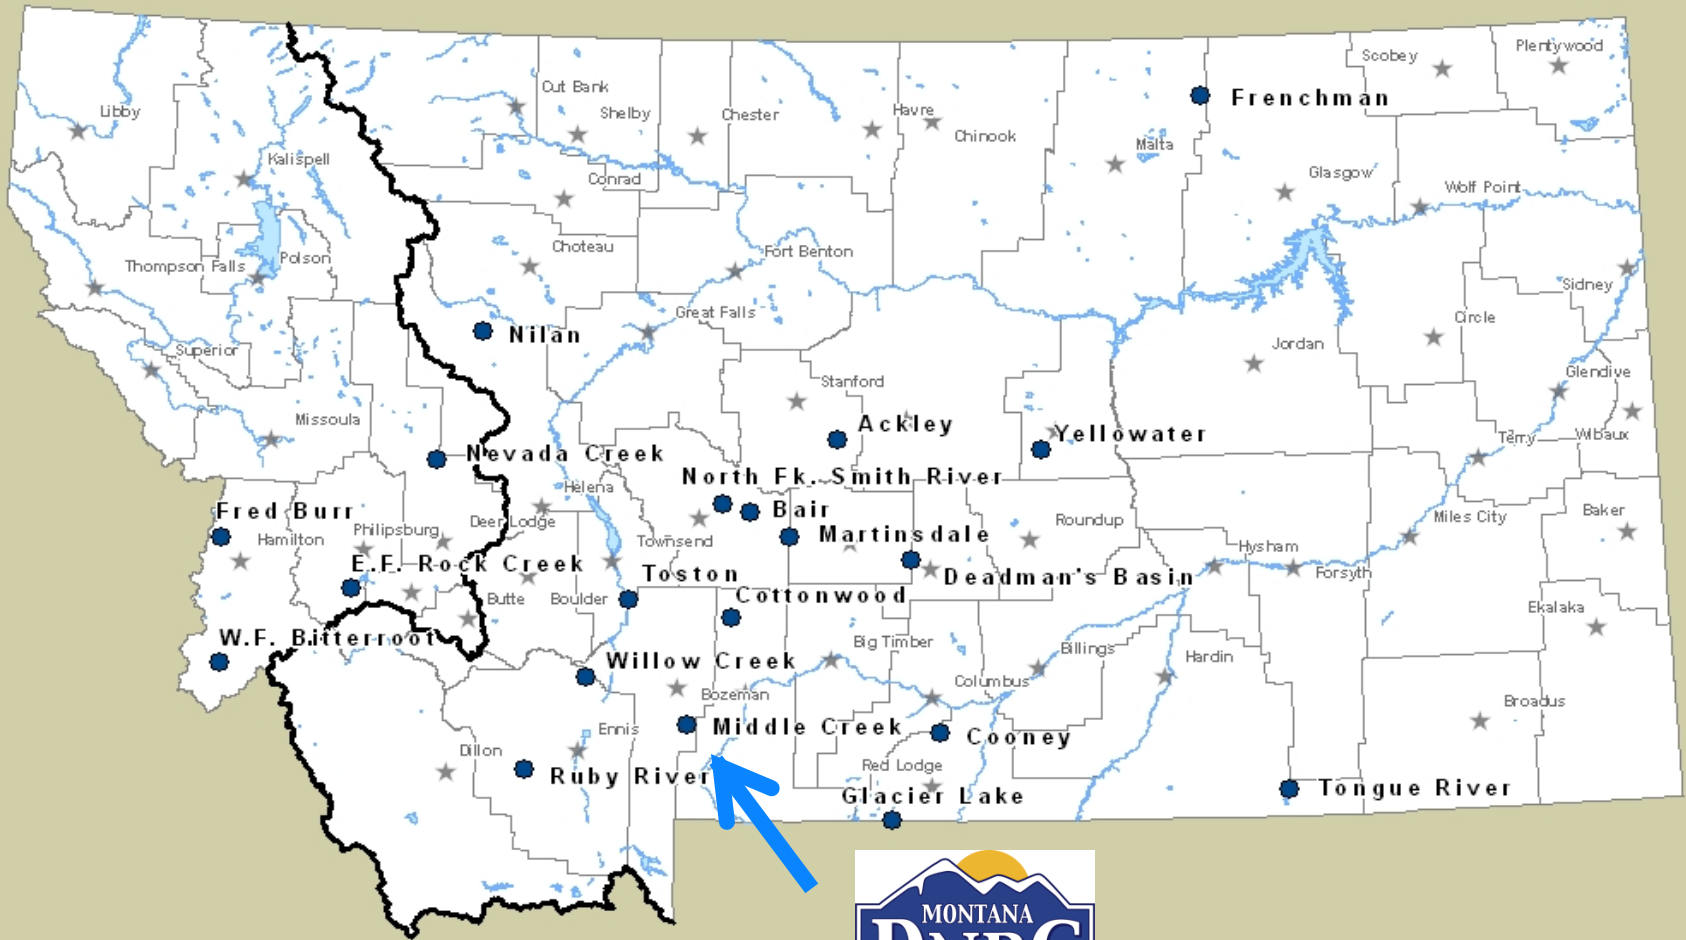 Plentywood
Scobey
Cut Bank
Frenchman
Libby
Shelby
Chester
Havre
Chinook
Malta
Kalispell
Conrad
Glasgow
Wolf Point
Choteau
Fort Benton
Thompson Falls
Polson
Sidney
Great Falls
Circle
Nilan
Superior
Jordan
Glendive
Stanford
Missoula
Ackley
Yellowater
Terry
Wibaux
Nevada Creek
North Fk. Smith River
Helena
Fred Burr
Bair
Baker
Miles City
Philipsburg
Deer Lodge
Roundup
Hamilton
Townsend
Martinsdale
Hysham
E.F. Rock Creek
Toston
Deadman's Basin
Forsyth
Butte
Boulder
Cottonwood
Ekalaka
W.F. Bitterroot
Big Timber
Billings
Hardin
Willow Creek
Columbus
Bozeman
Broadus
Ennis
Middle Creek
Cooney
Dillon
Red Lodge
Ruby River
Glacier Lake
Tongue River
MONTANA
DNRC